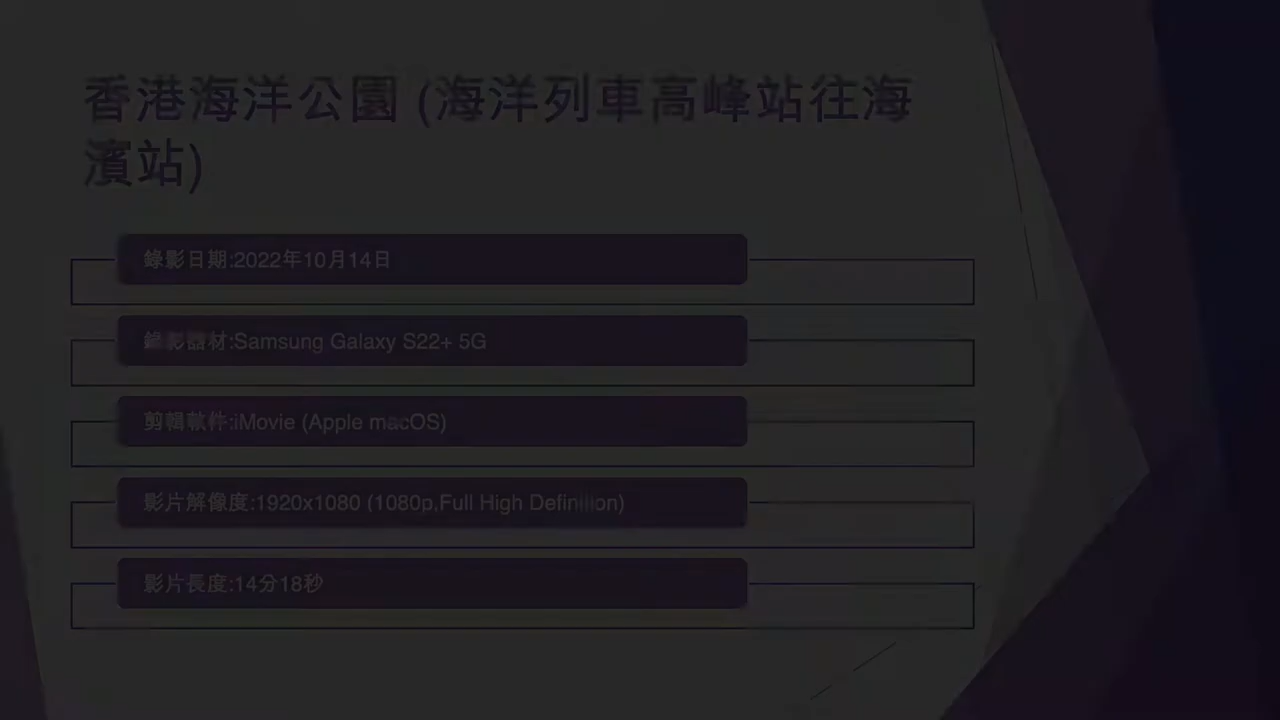 香港海洋公園 (海洋列車高峰站往海
濱站)
錄影日期:2022年10月14日
錄影器材:Samsung Galaxy S22+ 5G
剪輯軟件:iMovie (Apple macOS)
影片解像度:1920x1080 (1080p,Full High Definition)
影片長度:14分18秒